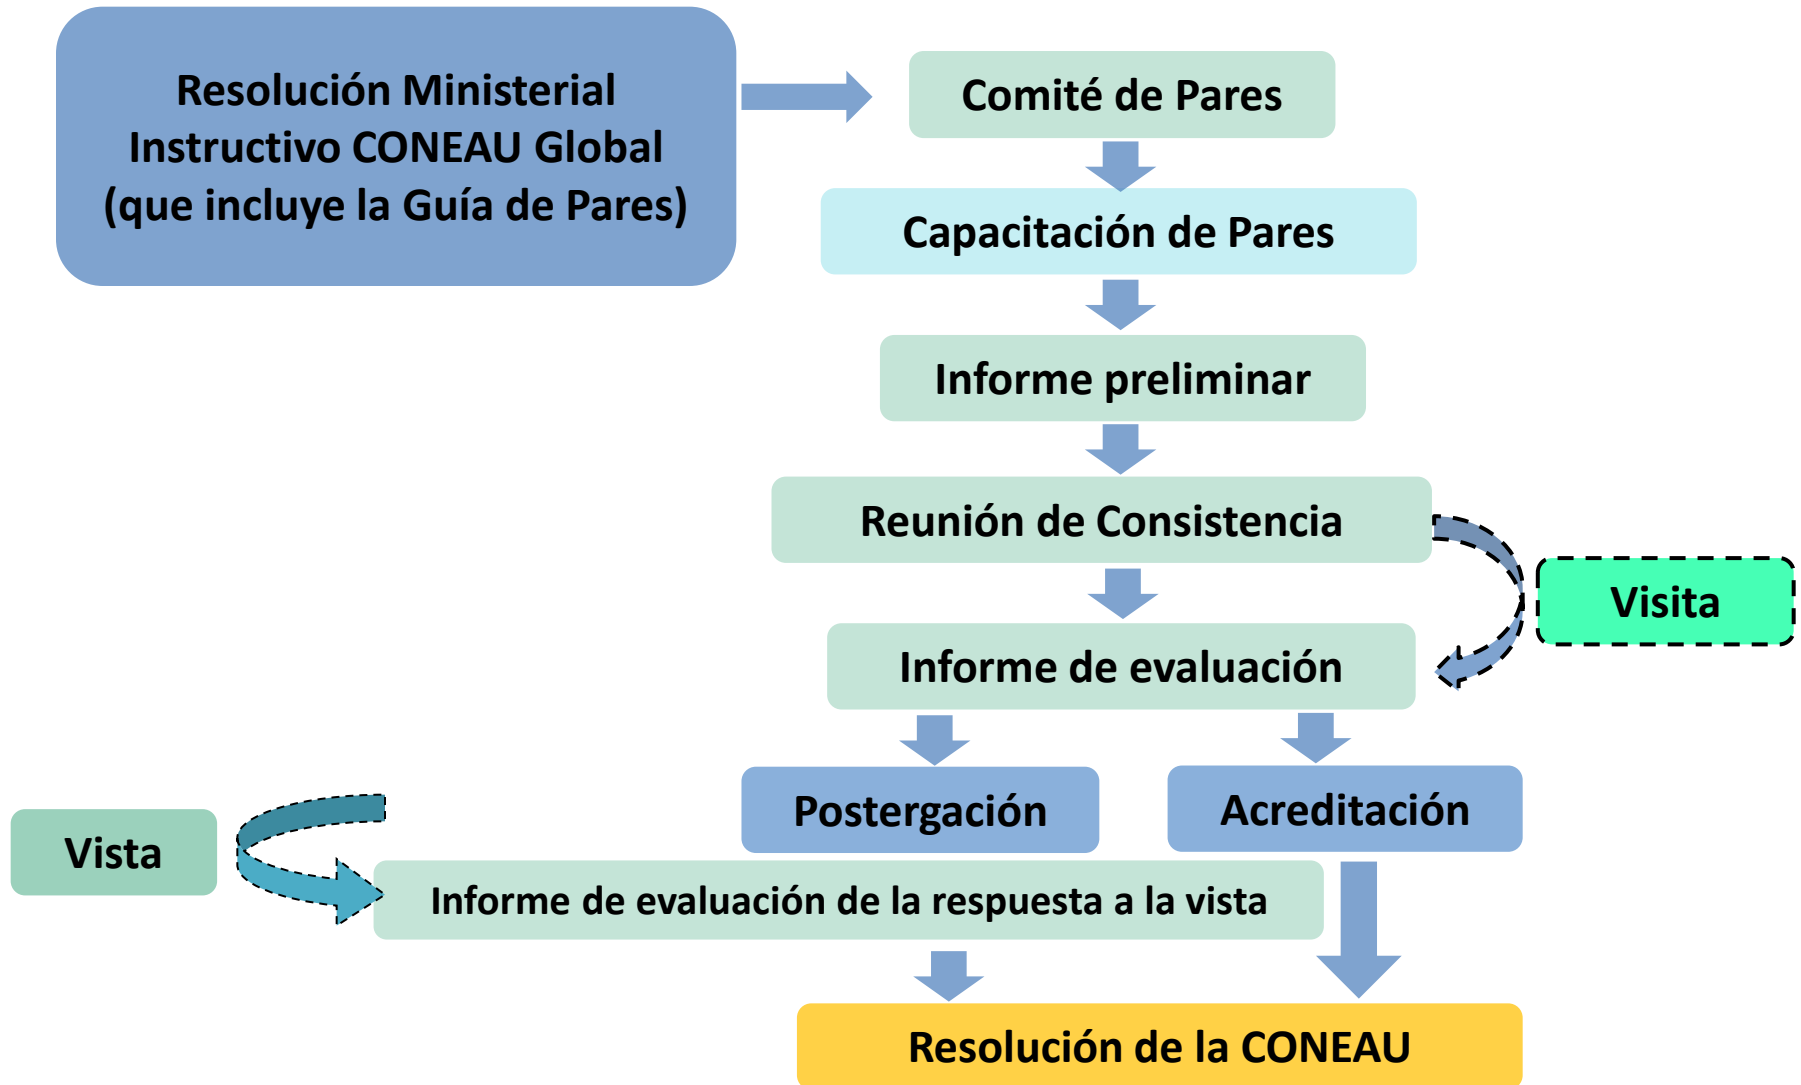 Resolución Ministerial
Instructivo CONEAU Global
(que incluye la Guía de Pares)
Comité de Pares
Capacitación de Pares
Informe preliminar
Reunión de Consistencia
Visita
Informe de evaluación
Postergación
Acreditación
Vista
Informe de evaluación de la respuesta a la vista
Resolución de la CONEAU